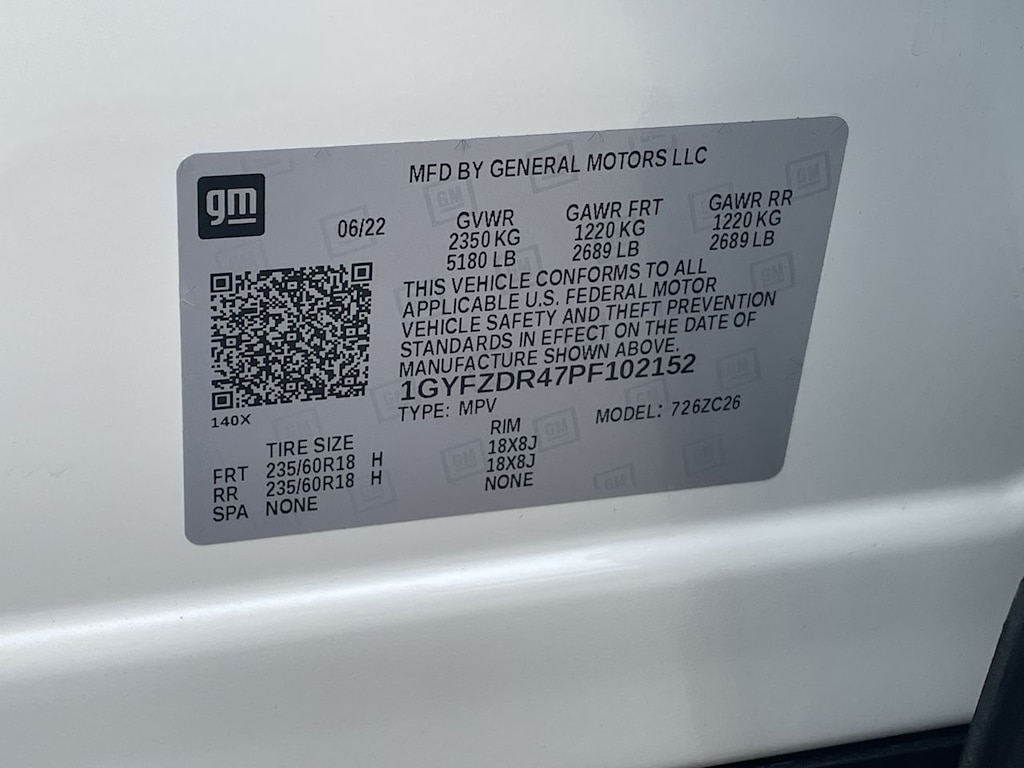 MFD BY GENERAL MOTORS LLC
gm
06/22
GVWR GAWR FRT GAWR RR
2350 KG 1220 KG 1220 KG
5180 LB 2689 LB 2689 LB
THIS VEHICLE CONFORMS TO ALL
APPLICABLE U.S. FEDERAL MOTOR
VEHICLE SAFETY AND THEFT PREVENTION
STANDARDS IN EFFECT ON THE DATE OF
MANUFACTURE SHOWN ABOVE.
1GYFZDR47PF102152
140X
TYPE: MPV MODEL: 726ZC26
TIRE SIZE RIM
FRT 235/60R18 H 18X8J
RR 235/60R18 H 18X8J
SPA NONE NONE